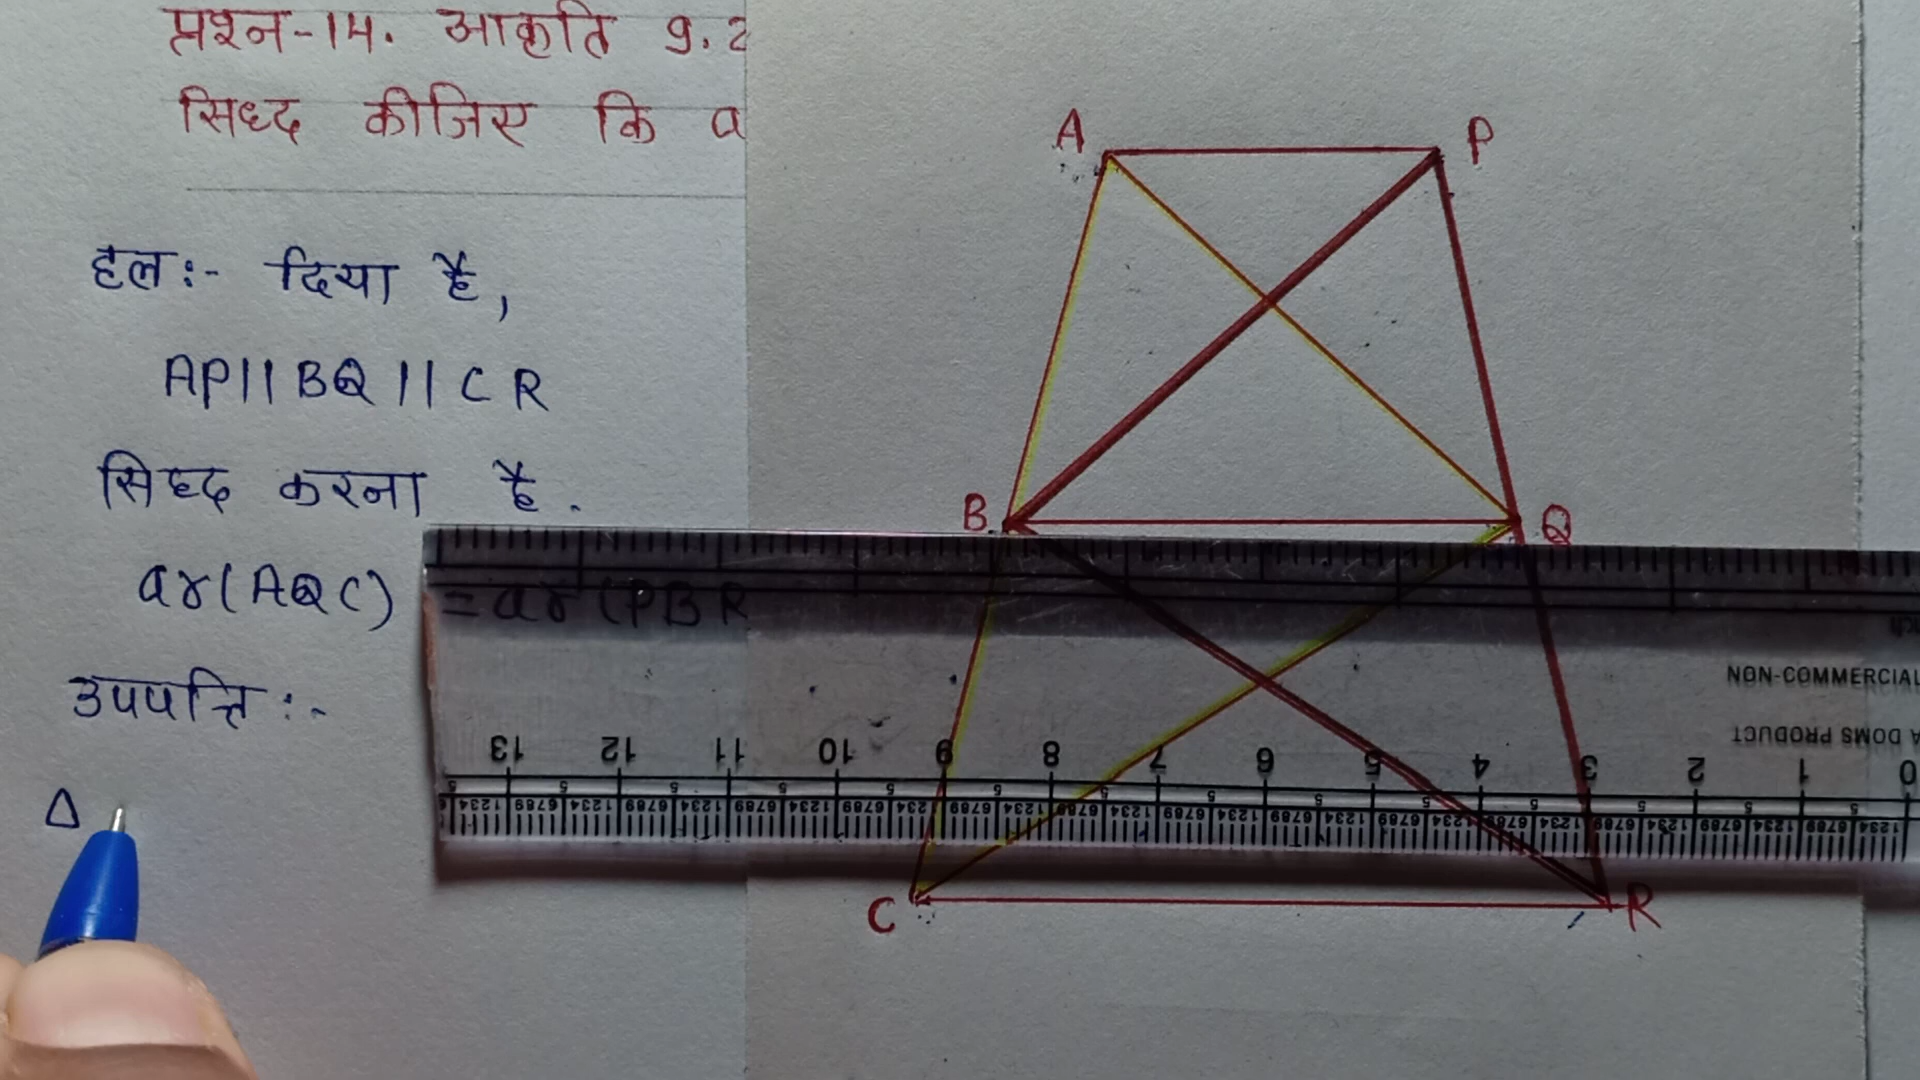 प्रश्न-14. आकृति 9.2
सिध्द कीजिए कि a
हल:- दिया है,
AP||BQ||CR
सिध्द करना है.
ar(AQC) = ar(PBR
उपपत्ति:-
Δ
A P
B Q
C R
NON-COMMERCIAL
A DOMS PRODUCT
13 12 11 10 9 8 7 6 5 4 3 2 1 0